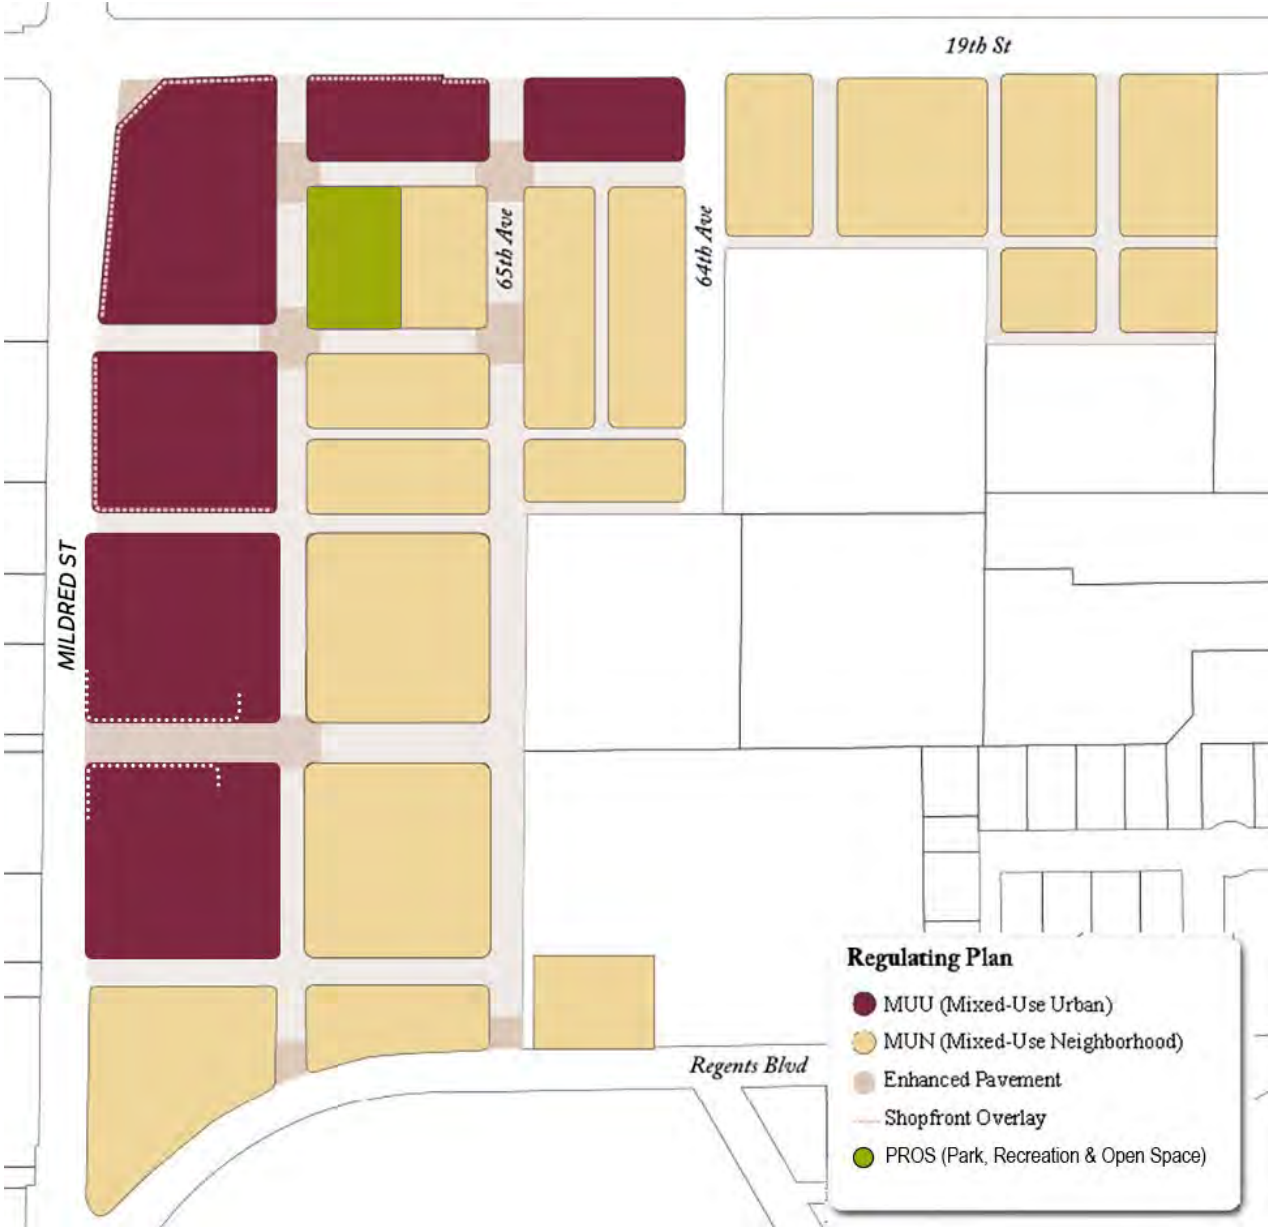 19th St
65th Ave
64th Ave
MILDRED ST
Regents Blvd
Regulating Plan
MUU (Mixed-Use Urban)
MUN (Mixed-Use Neighborhood)
Enhanced Pavement
Shopfront Overlay
PROS (Park, Recreation & Open Space)